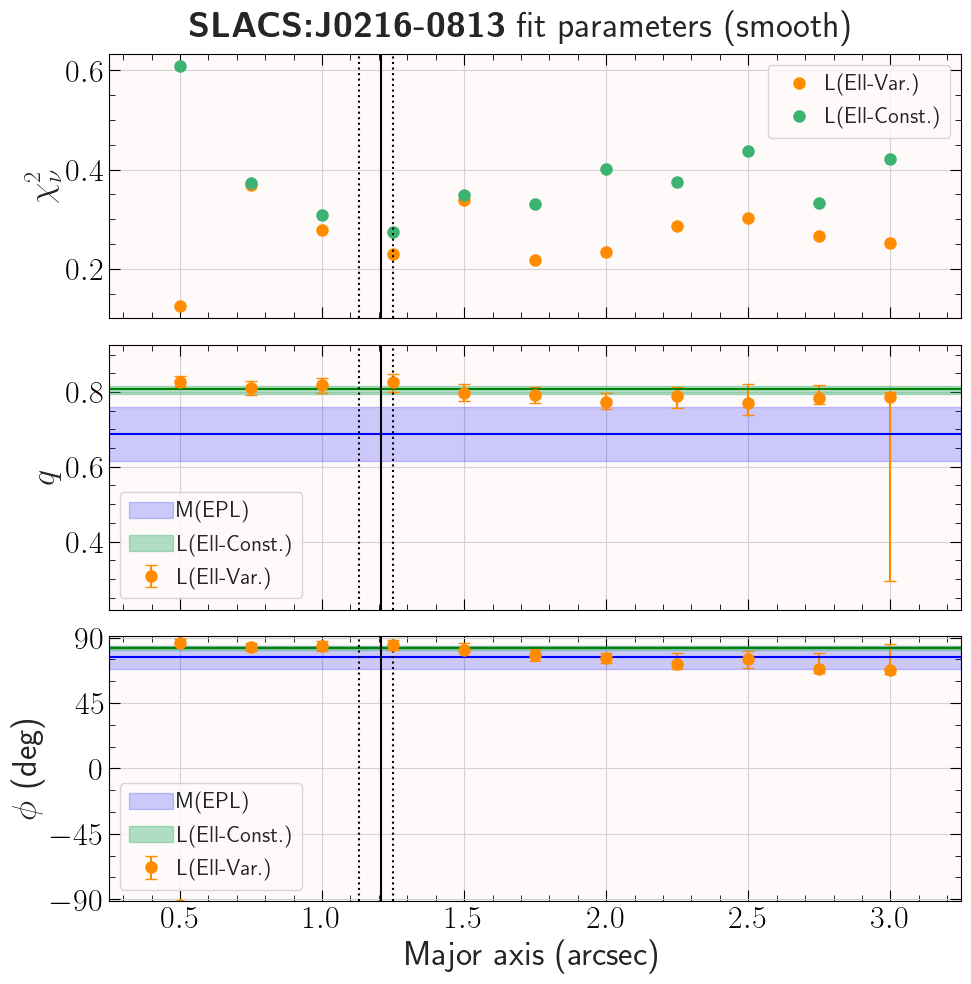 SLACS:J0216-0813 fit parameters (smooth)
0.6
0.4
0.2
χ²ᵥ
L(Ell-Var.)
L(Ell-Const.)
0.8
0.6
0.4
q
M(EPL)
L(Ell-Const.)
L(Ell-Var.)
90
45
0
−45
−90
ϕ (deg)
M(EPL)
L(Ell-Const.)
L(Ell-Var.)
0.5 1.0 1.5 2.0 2.5 3.0
Major axis (arcsec)